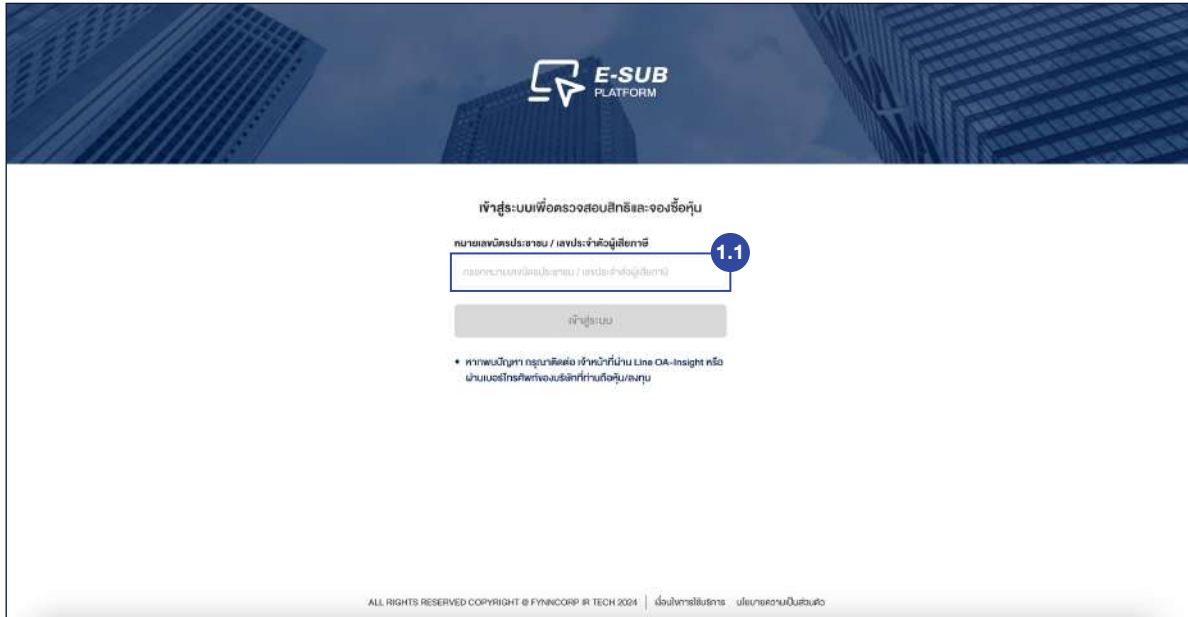 E-SUB
PLATFORM
เข้าสู่ระบบเพื่อตรวจสอบสิทธิและจองซื้อหุ้น
หมายเลขบัตรประชาชน / เลขประจำตัวผู้เสียภาษี
1.1
กรอกหมายเลขบัตรประชาชน / เลขประจำตัวผู้เสียภาษี
เข้าสู่ระบบ
• หากพบปัญหา กรุณาติดต่อ เจ้าหน้าที่ผ่าน Line OA-Insight หรือ
ผ่านเบอร์โทรศัพท์ของบริษัทที่ท่านถือหุ้น/ลงทุน
ALL RIGHTS RESERVED COPYRIGHT @ FYNNCORP IR TECH 2024 | เงื่อนไขการใช้บริการ นโยบายความเป็นส่วนตัว